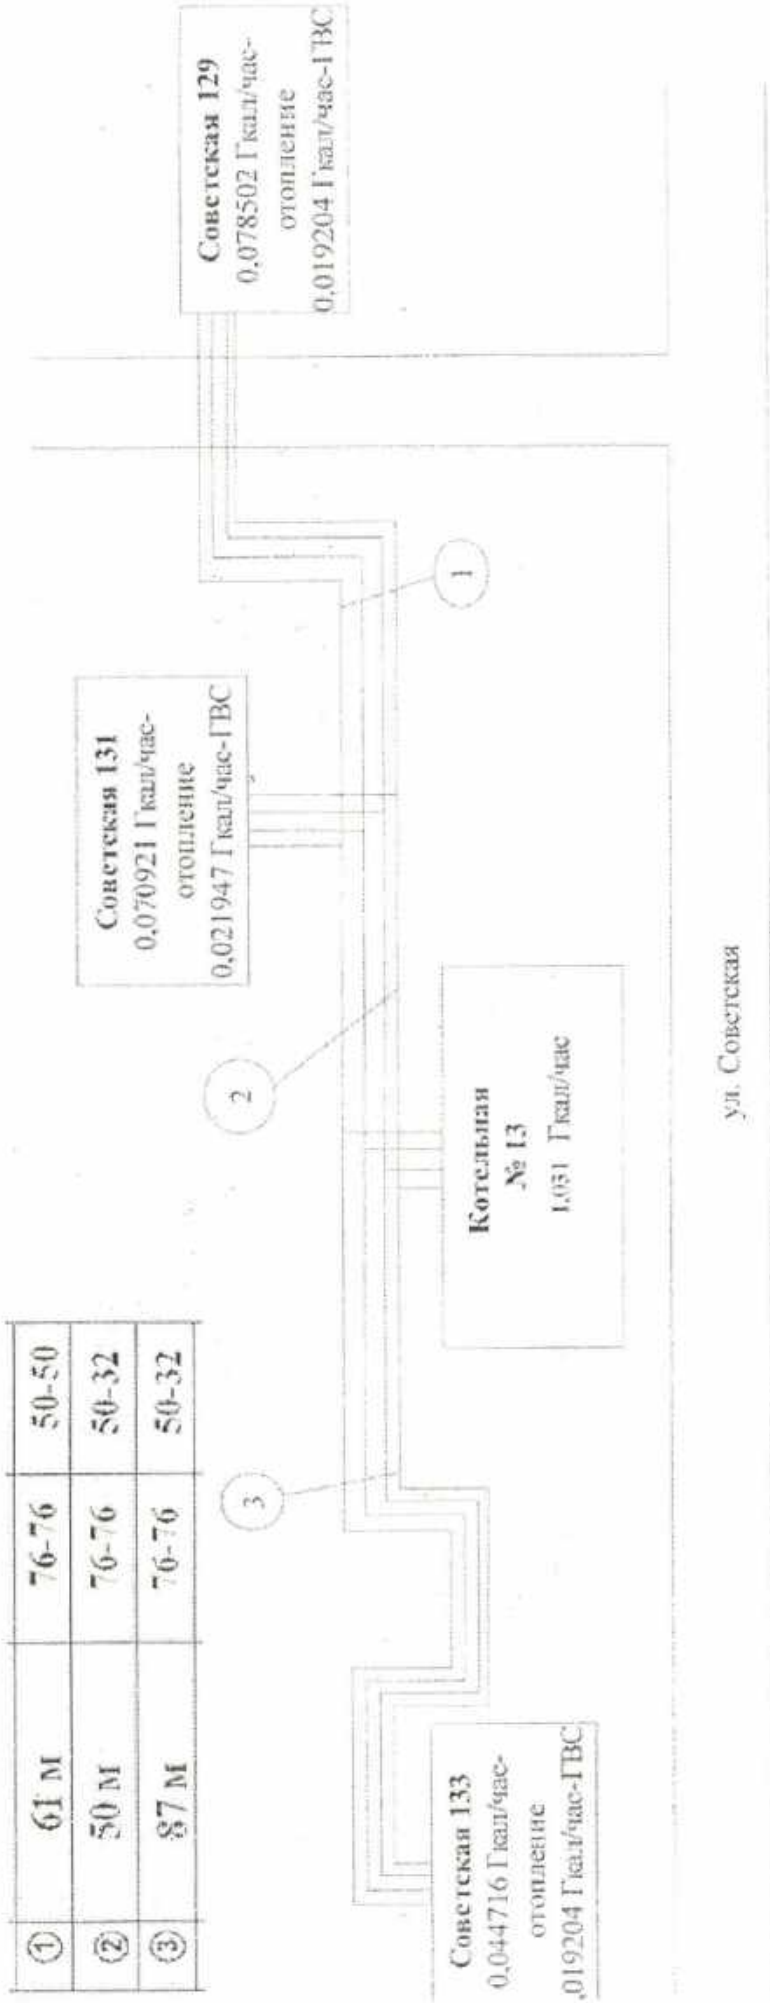 ① 61 м 76-76 50-50
② 50 м 76-76 50-32
③ 87 м 76-76 50-32
Советская 133
0,044716 Гкал/час-
отопление
,019204 Гкал/час-ГВС
3
Котельная
№ 13
1,031 Гкал/час
2
Советская 131
0,070921 Гкал/час-
отопление
0,021947 Гкал/час-ГВС
1
Советская 129
0,078502 Гкал/час-
отопление
0,019204 Гкал/час-ГВС
ул. Советская